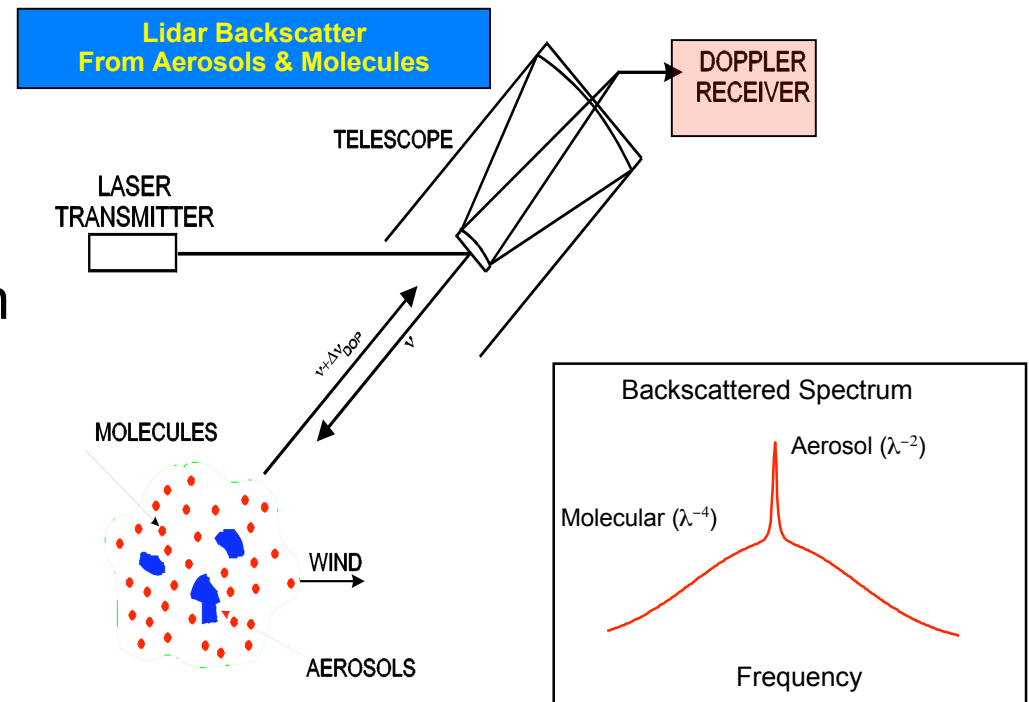 Lidar Backscatter
From Aerosols & Molecules
DOPPLER
RECEIVER
TELESCOPE
LASER
TRANSMITTER
n
ν+Δν_DOP
ν
MOLECULES
WIND
AEROSOLS
Backscattered Spectrum
Aerosol (λ⁻²)
Molecular (λ⁻⁴)
Frequency